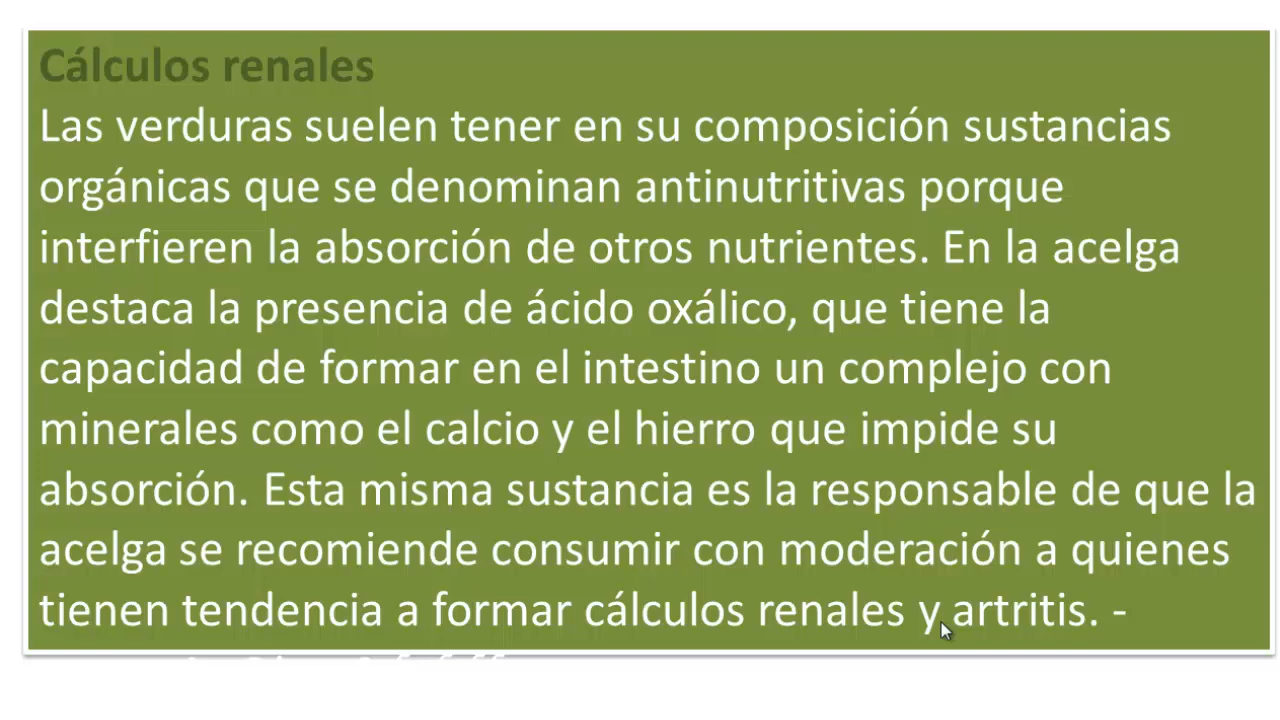 Cálculos renales
Las verduras suelen tener en su composición sustancias
orgánicas que se denominan antinutritivas porque
interfieren la absorción de otros nutrientes. En la acelga
destaca la presencia de ácido oxálico, que tiene la
capacidad de formar en el intestino un complejo con
minerales como el calcio y el hierro que impide su
absorción. Esta misma sustancia es la responsable de que la
acelga se recomiende consumir con moderación a quienes
tienen tendencia a formar cálculos renales y artritis. -